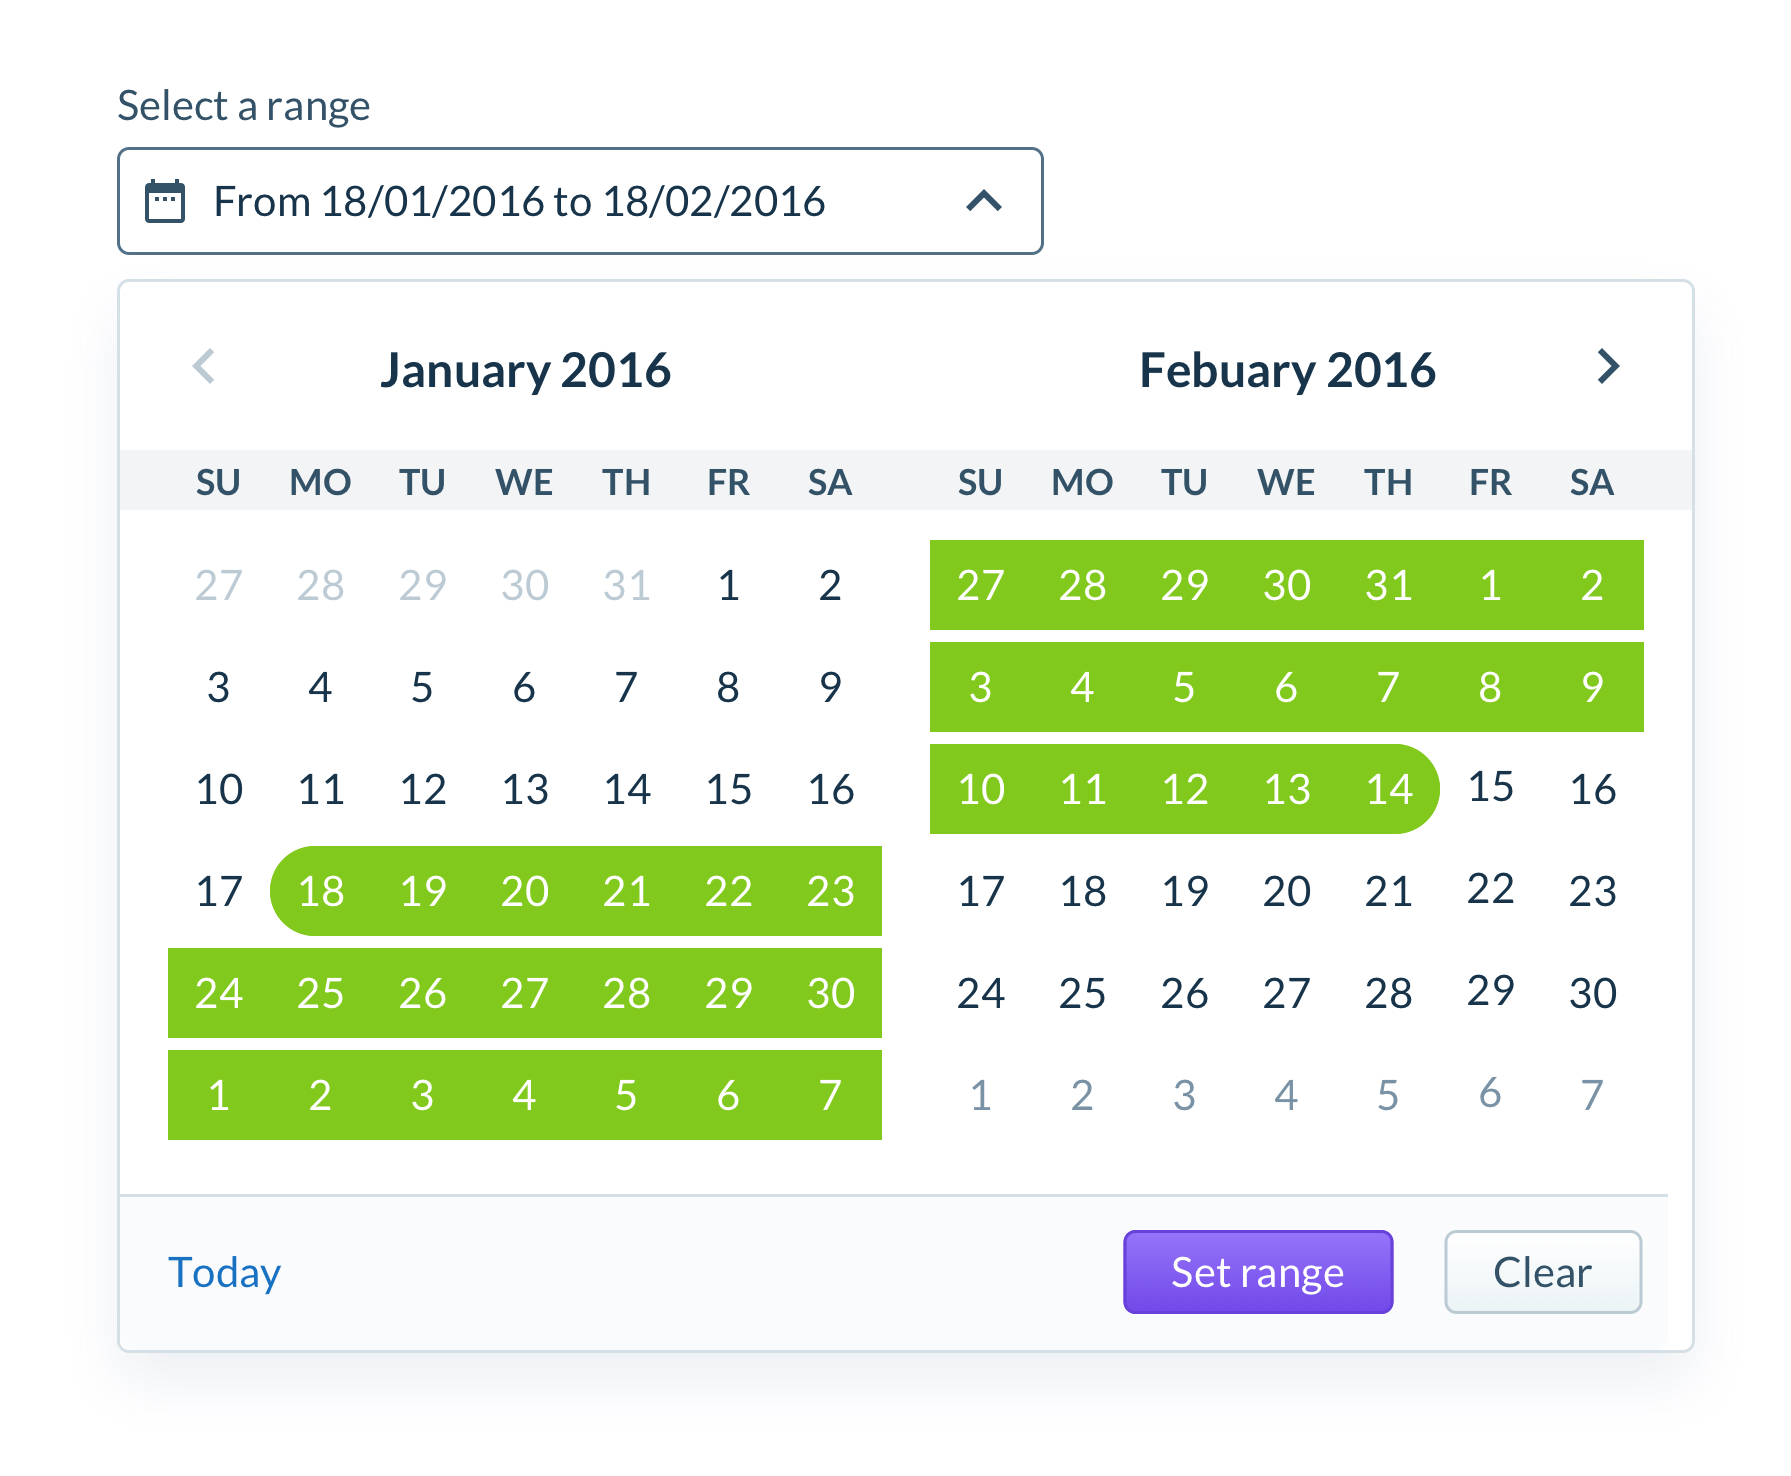 Select a range
From 18/01/2016 to 18/02/2016
January 2016
Febuary 2016
SU MO TU WE TH FR SA
SU MO TU WE TH FR SA
27 28 29 30 31 1 2
27 28 29 30 31 1 2
3 4 5 6 7 8 9
3 4 5 6 7 8 9
10 11 12 13 14 15 16
10 11 12 13 14 15 16
17 18 19 20 21 22 23
17 18 19 20 21 22 23
24 25 26 27 28 29 30
24 25 26 27 28 29 30
1 2 3 4 5 6 7
1 2 3 4 5 6 7
Today
Set range
Clear